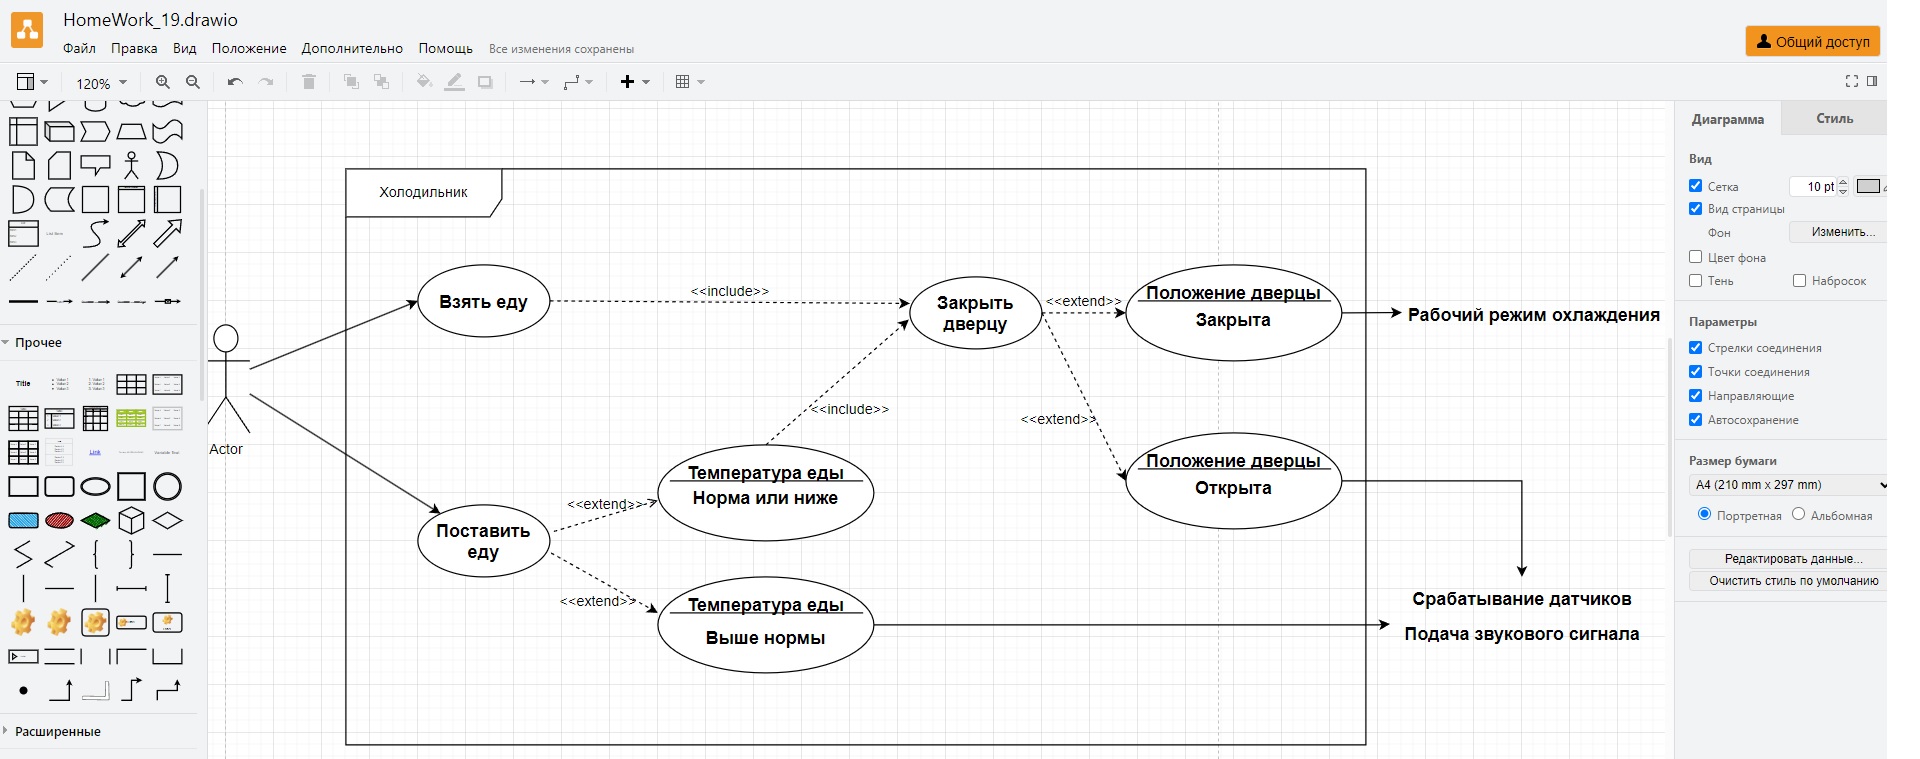 HomeWork_19.drawio
Файл Правка Вид Положение Дополнительно Помощь Все изменения сохранены
Общий доступ
120%
Диаграмма Стиль
Вид
Сетка 10 pt
Вид страницы
Фон Изменить...
Цвет фона
Тень Набросок
Параметры
Стрелки соединения
Точки соединения
Направляющие
Автосохранение
Размер бумаги
A4 (210 mm x 297 mm)
Портретная Альбомная
Редактировать данные...
Очистить стиль по умолчанию
Прочее
Title
Link
Расширенные
Холодильник
Взять еду
<<include>>
Закрыть
дверцу
<<extend>>
Положение дверцы
Закрыта
Рабочий режим охлаждения
<<include>>
<<extend>>
Actor
Положение дверцы
Открыта
Температура еды
Норма или ниже
<<extend>>
Поставить
еду
<<extend>>
Температура еды
Выше нормы
Срабатывание датчиков
Подача звукового сигнала